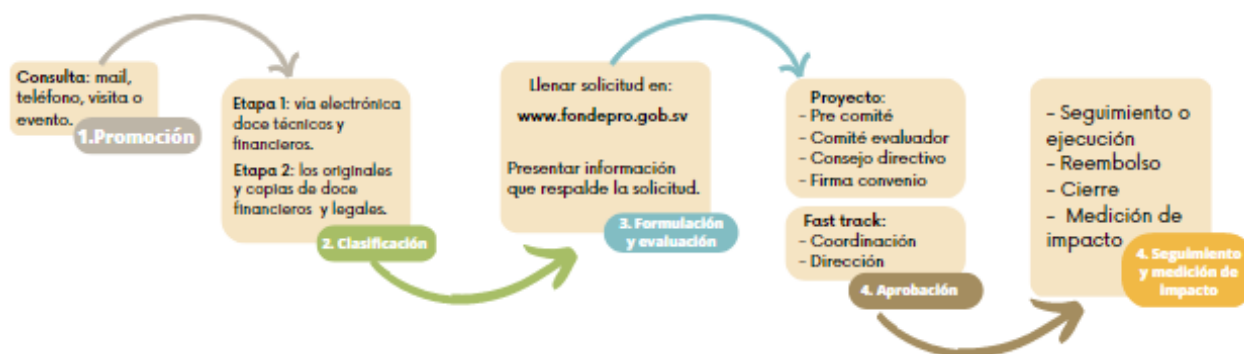 Consulta: mail,
teléfono, visita o
evento.
1.Promoción
Etapa 1: vía electrónica
doce técnicos y
financieros.
Etapa 2: los originales
y copias de doce
financieros y legales.
2. Clasificación
Llenar solicitud en:
www.fondepro.gob.sv
Presentar información
que respalde la solicitud.
3. Formulación
y evaluación
Proyecto:
- Pre comité
- Comité evaluador
- Consejo directivo
- Firma convenio
Fast track:
- Coordinación
- Dirección
4. Aprobación
- Seguimiento o
ejecución
- Reembolso
- Cierre
- Medición de
impacto
4. Seguimiento
y medición de
impacto